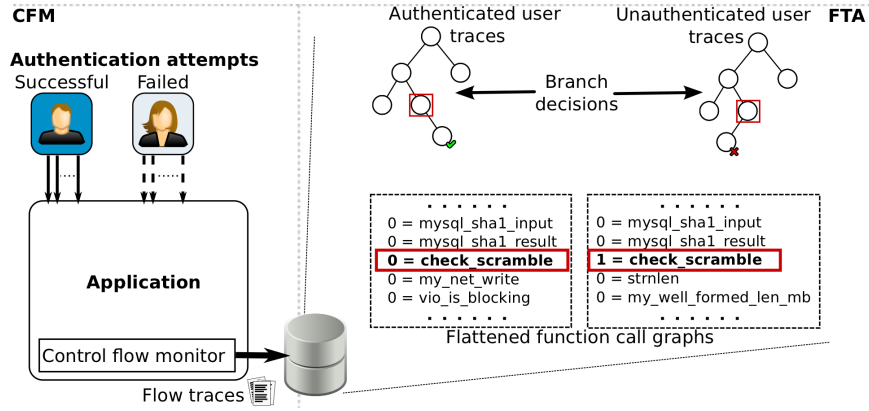 CFM
Authentication attempts
Successful
Failed
.....
......
Application
Control flow monitor
Flow traces
FTA
Authenticated user
traces
Unauthenticated user
traces
Branch
decisions
. . . . . .
0 = mysql_sha1_input
0 = mysql_sha1_result
0 = check_scramble
0 = my_net_write
0 = vio_is_blocking
. . . . . .
. . . . . .
0 = mysql_sha1_input
0 = mysql_sha1_result
1 = check_scramble
0 = strnlen
0 = my_well_formed_len_mb
. . . . . .
Flattened function call graphs